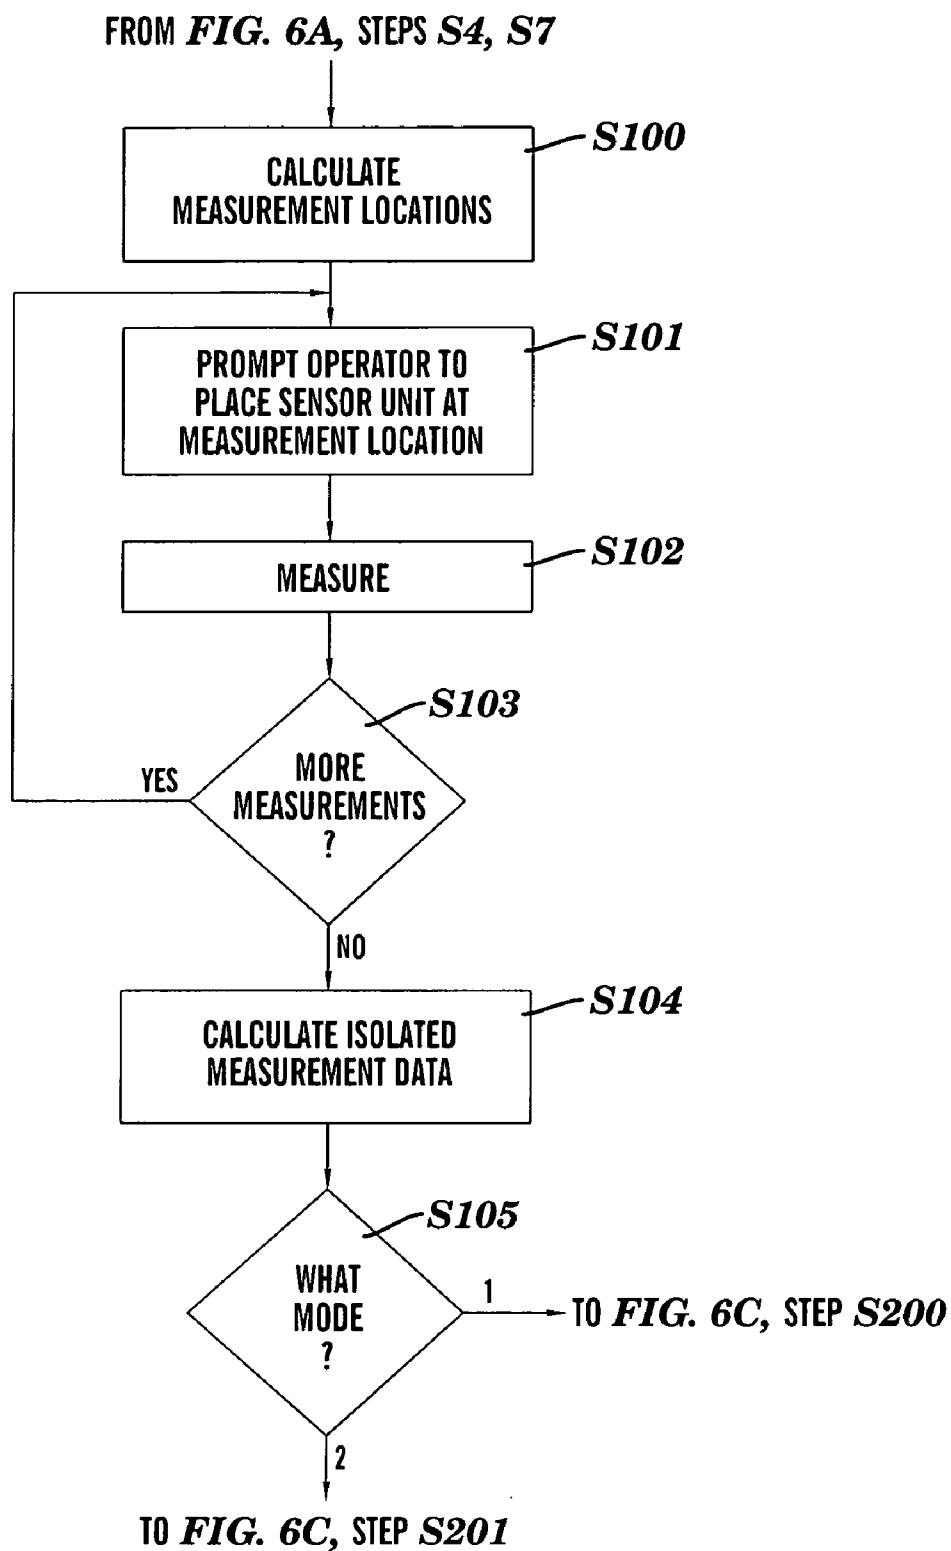 FROM FIG. 6A, STEPS S4, S7
S100
CALCULATE
MEASUREMENT LOCATIONS
S101
PROMPT OPERATOR TO
PLACE SENSOR UNIT AT
MEASUREMENT LOCATION
S102
MEASURE
S103
MORE
MEASUREMENTS
?
YES
NO
S104
CALCULATE ISOLATED
MEASUREMENT DATA
S105
WHAT
MODE
?
1
TO FIG. 6C, STEP S200
2
TO FIG. 6C, STEP S201